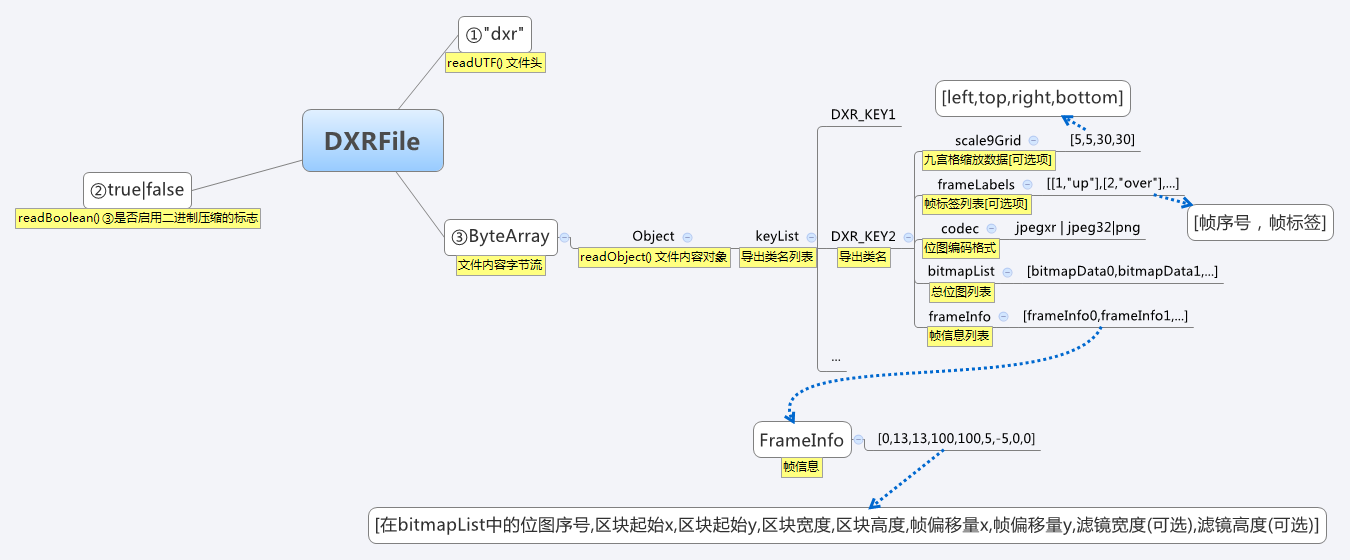 ①"dxr"
readUTF() 文件头
DXRFile
②true|false
readBoolean() ③是否启用二进制压缩的标志
③ByteArray
文件内容字节流
Object
readObject() 文件内容对象
keyList
导出类名列表
DXR_KEY1
DXR_KEY2
导出类名
...
[left,top,right,bottom]
scale9Grid
[5,5,30,30]
九宫格缩放数据[可选项]
frameLabels
[[1,"up"],[2,"over"],...]
帧标签列表[可选项]
[帧序号，帧标签]
codec
jpegxr | jpeg32|png
位图编码格式
bitmapList
[bitmapData0,bitmapData1,...]
总位图列表
frameInfo
[frameInfo0,frameInfo1,...]
帧信息列表
FrameInfo
[0,13,13,100,100,5,-5,0,0]
帧信息
[在bitmapList中的位图序号,区块起始x,区块起始y,区块宽度,区块高度,帧偏移量x,帧偏移量y,滤镜宽度(可选),滤镜高度(可选)]